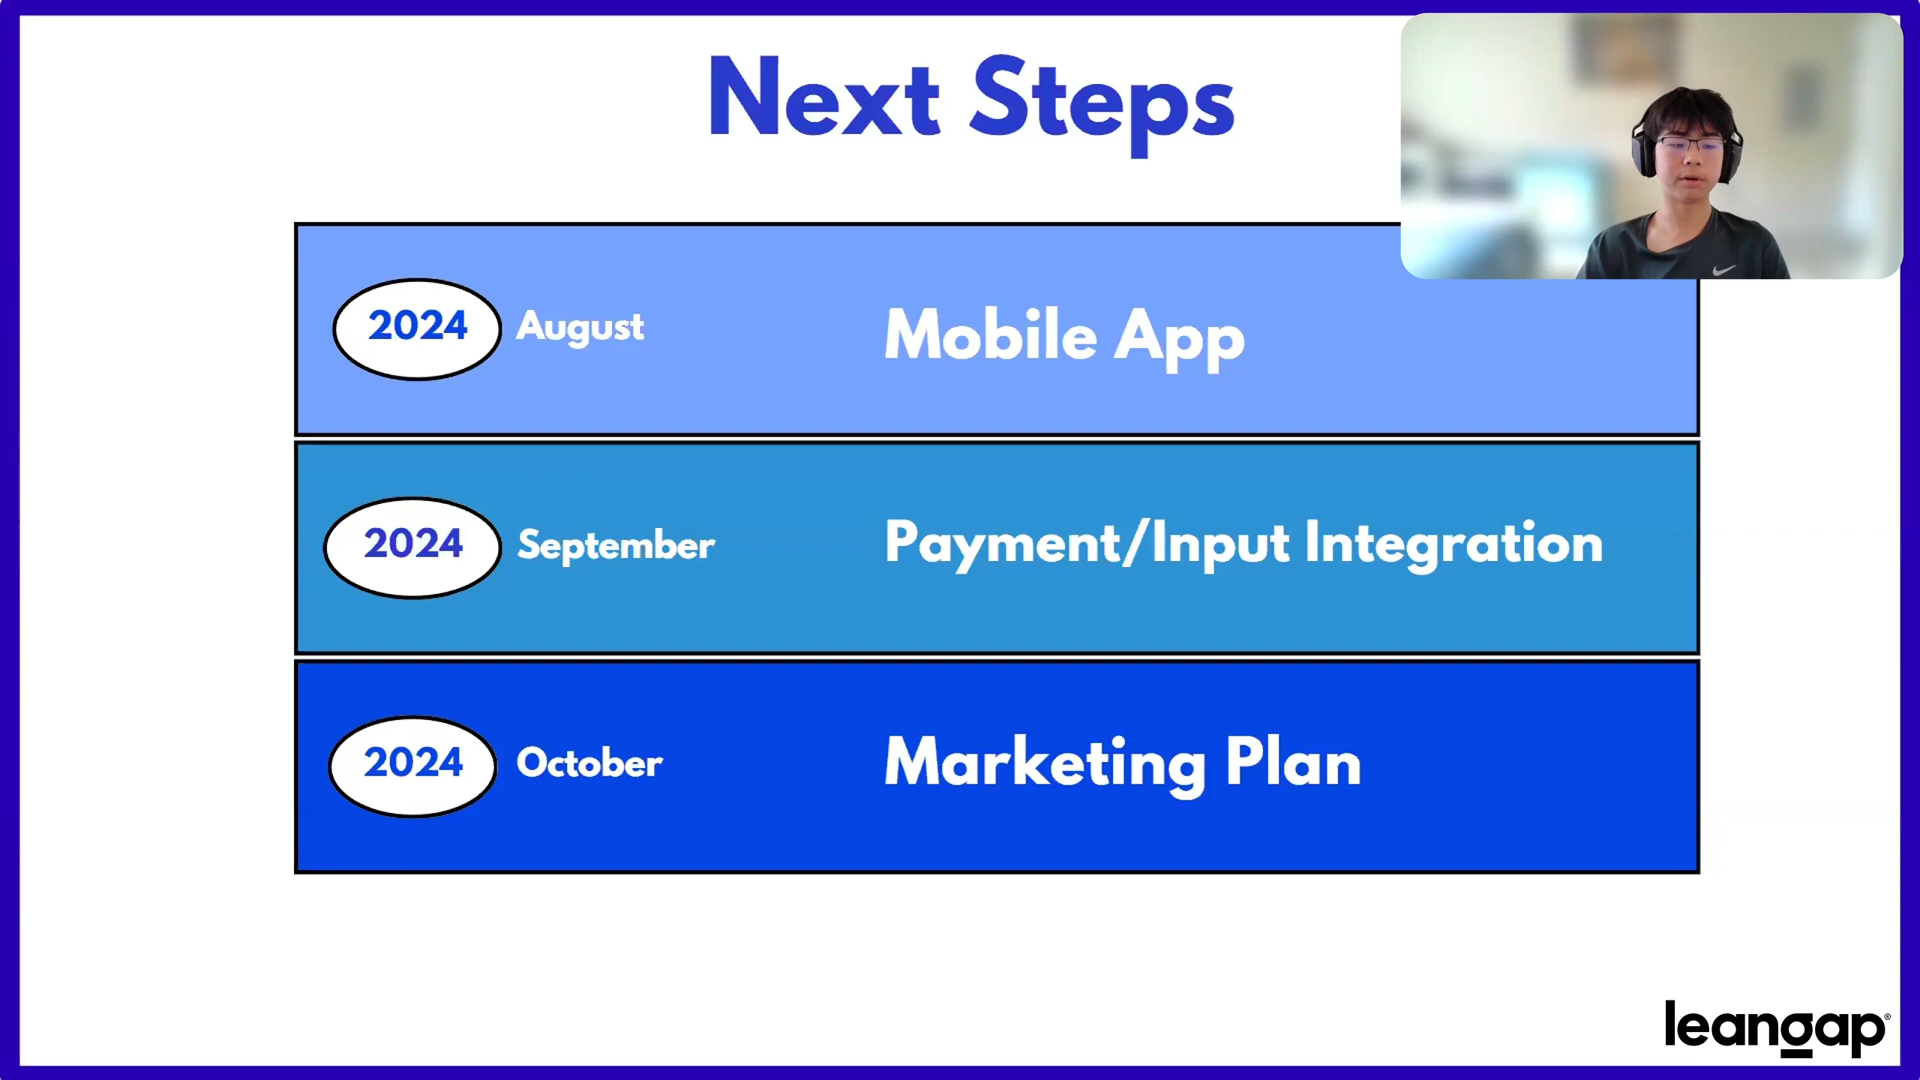 Next Steps
2024 August Mobile App
2024 September Payment/Input Integration
2024 October Marketing Plan
leangap®